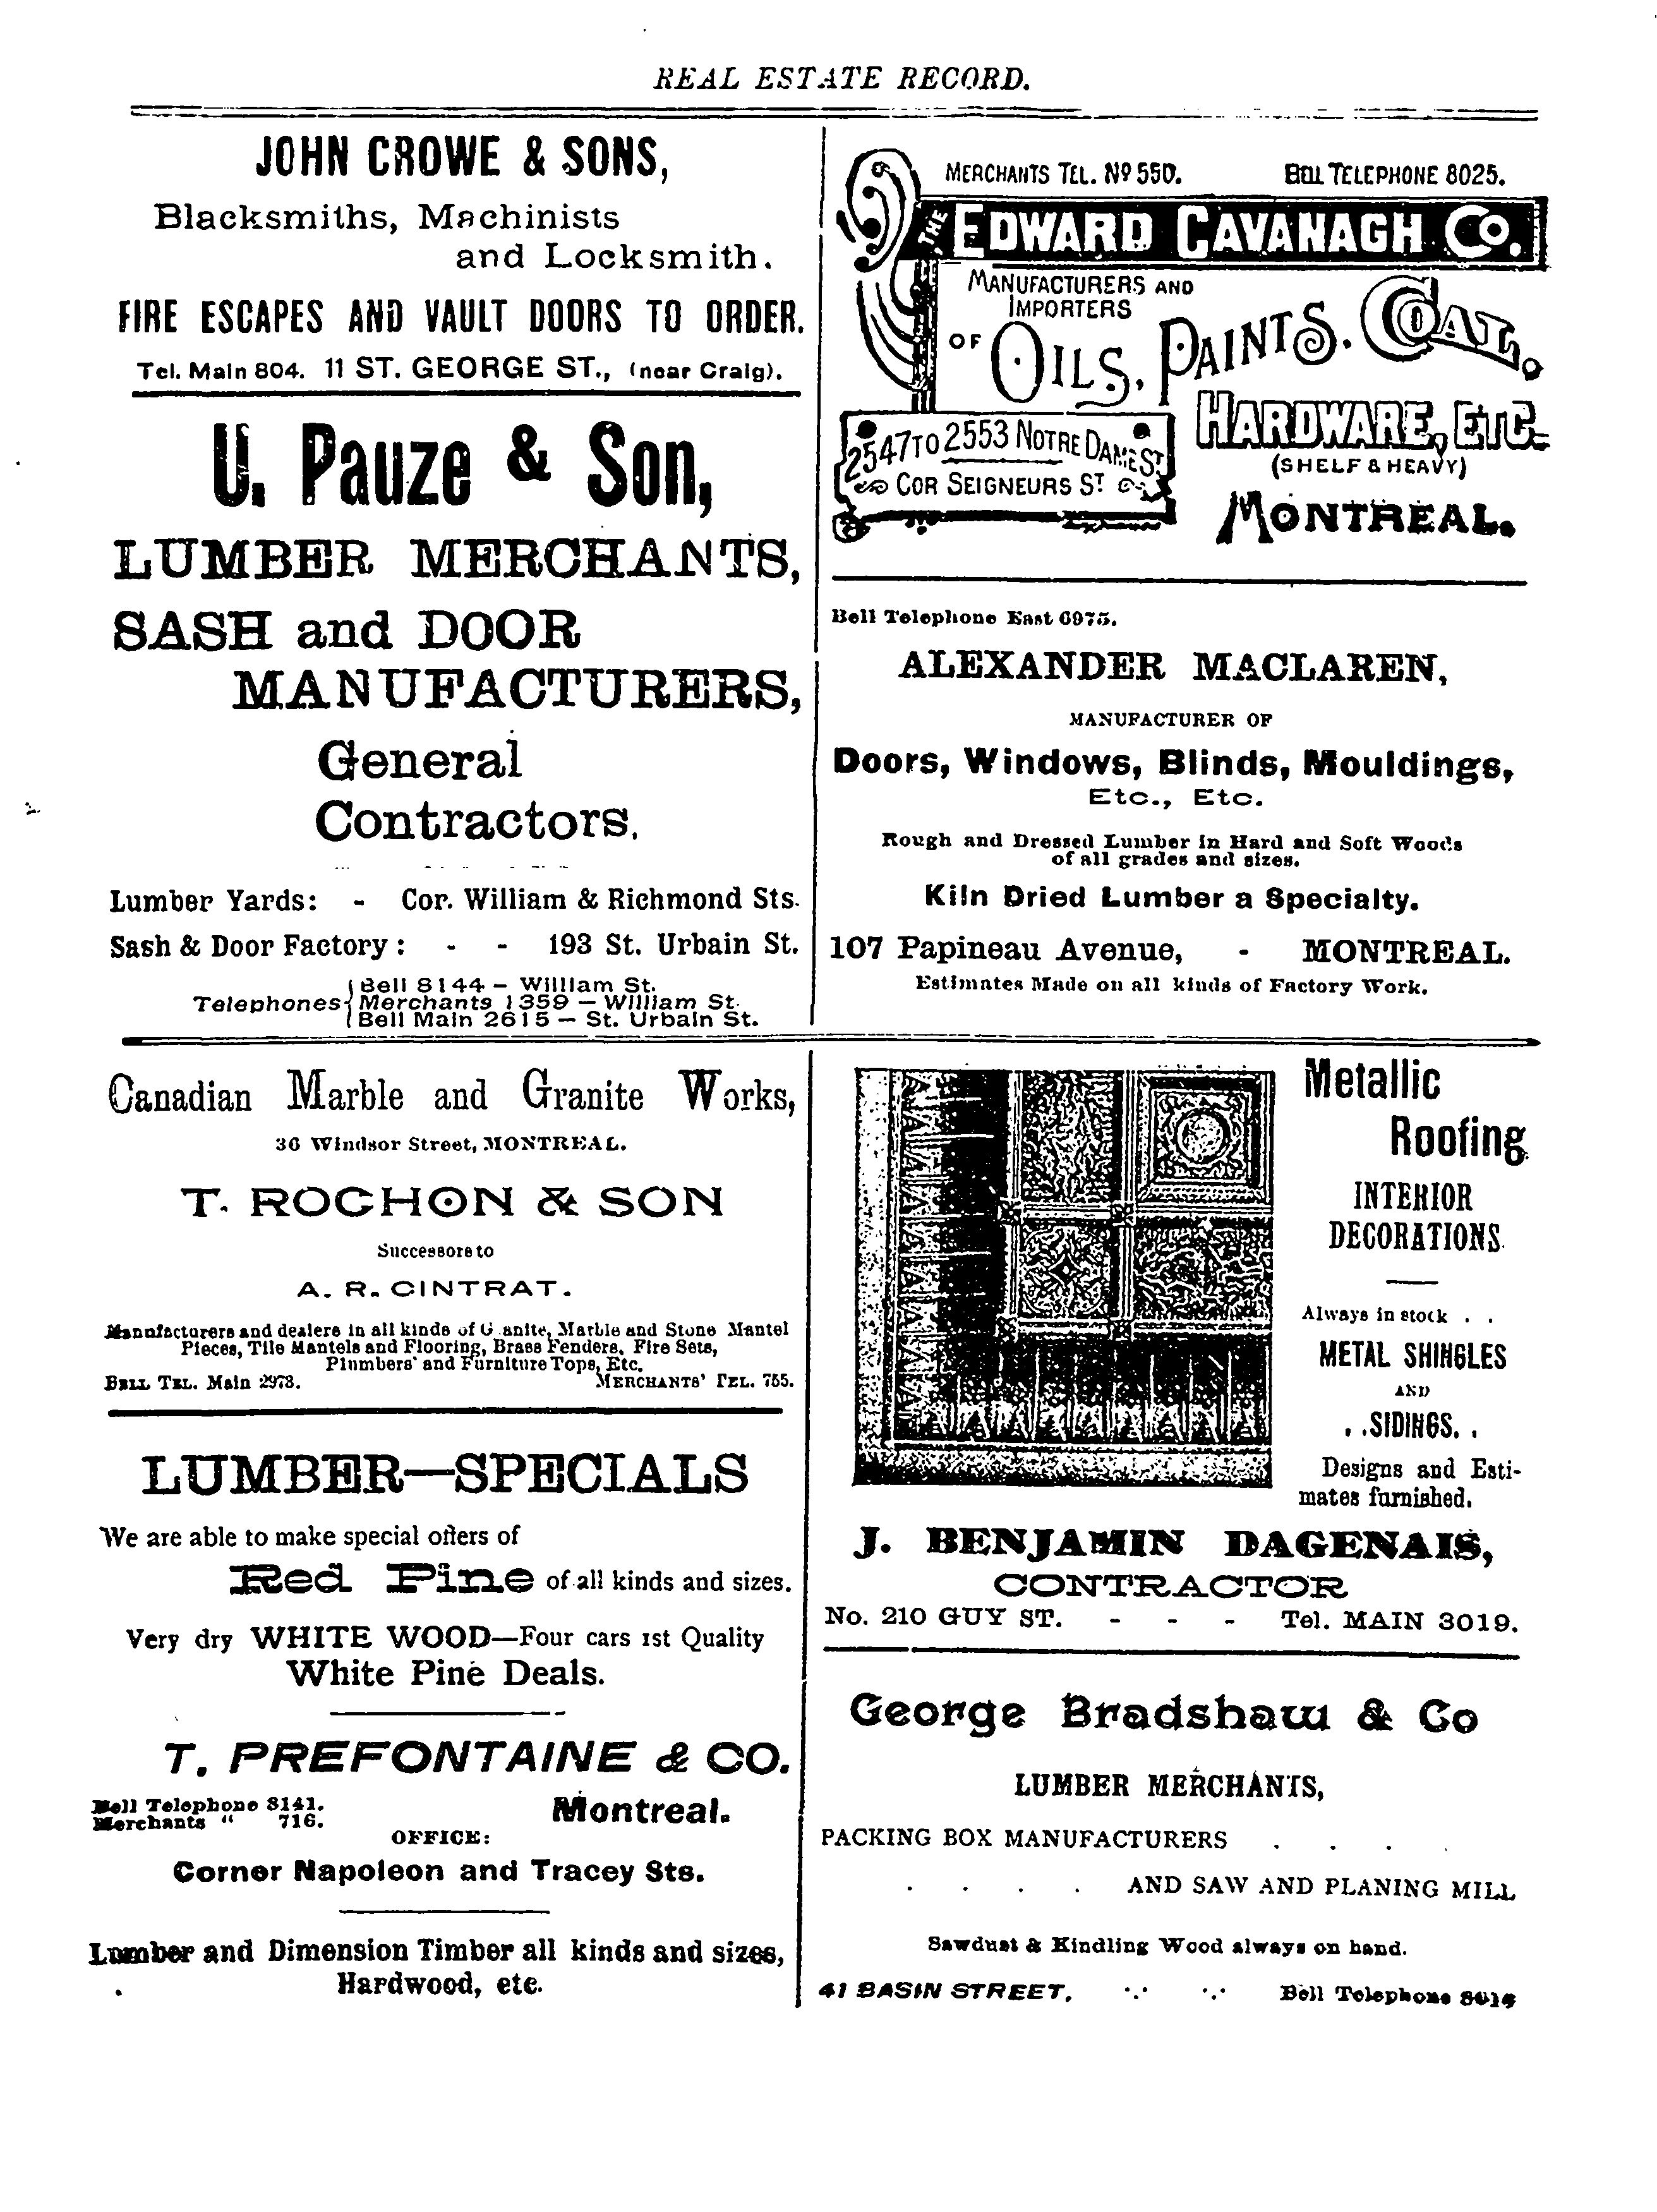 REAL ESTATE RECORD.
JOHN CROWE & SONS,
Blacksmiths, Machinists
and Locksmith.
FIRE ESCAPES AND VAULT DOORS TO ORDER.
Tel. Main 804. 11 ST. GEORGE ST., (near Craig).
U. Pauze & Son,
LUMBER MERCHANTS,
SASH and DOOR
MANUFACTURERS,
General
Contractors.
Lumber Yards: - Cor. William & Richmond Sts.
Sash & Door Factory: - - 193 St. Urbain St.
Telephones
Bell 8144 – William St.
Merchants 1359 – William St.
Bell Main 2615 – St. Urbain St.
MERCHANTS TEL. Nº 550.
BELL TELEPHONE 8025.
THE EDWARD CAVANAGH CO.
MANUFACTURERS AND
IMPORTERS
OF OILS, PAINTS. COAL,
HARDWARE, ETC.
(SHELF & HEAVY)
2547 TO 2553 NOTRE DAME ST
COR SEIGNEURS ST
MONTREAL.
Bell Telephone East 6975.
ALEXANDER MACLAREN,
MANUFACTURER OF
Doors, Windows, Blinds, Mouldings,
Etc., Etc.
Rough and Dressed Lumber in Hard and Soft Woods
of all grades and sizes.
Kiln Dried Lumber a Specialty.
107 Papineau Avenue, - MONTREAL.
Estimates Made on all kinds of Factory Work.
Canadian Marble and Granite Works,
36 Windsor Street, MONTREAL.
T. ROCHON & SON
Successors to
A. R. CINTRAT.
Manufacturers and dealers in all kinds of G anite, Marble and Stone Mantel
Pieces, Tile Mantels and Flooring, Brass Fenders, Fire Sets,
Plumbers' and Furniture Tops, Etc.
BELL TEL. Main 2973. MERCHANTS' TEL. 755.
LUMBER—SPECIALS
We are able to make special offers of
Red Pine of all kinds and sizes.
Very dry WHITE WOOD—Four cars 1st Quality
White Pine Deals.
T. PREFONTAINE & CO.
Bell Telephone 8141.
Merchants " 716.
Montreal.
OFFICE:
Corner Napoleon and Tracey Sts.
Lumber and Dimension Timber all kinds and sizes,
Hardwood, etc.
Metallic
Roofing
INTERIOR
DECORATIONS.
Always in stock . .
METAL SHINGLES
AND
. .SIDINGS. .
Designs and Esti-
mates furnished.
J. BENJAMIN DAGENAIS,
CONTRACTOR
No. 210 GUY ST. - - - Tel. MAIN 3019.
George Bradshaw & Co
LUMBER MERCHANTS,
PACKING BOX MANUFACTURERS . . . .
. . . . AND SAW AND PLANING MILL
Sawdust & Kindling Wood always on hand.
41 BASIN STREET. Bell Telephone